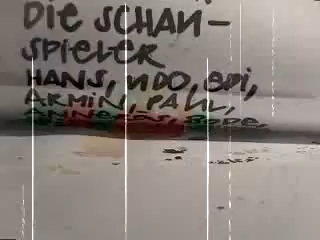 DIE SCHAU-
SPIELER
HANS, UDO, EDI,
ARMIN, PAUL,